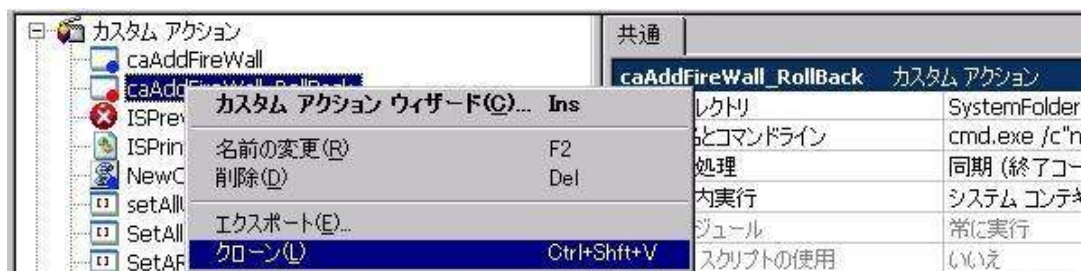 カスタム アクション
caAddFireWall
caAddFireWall_RollBack
ISPrev
ISPrin
NewC
setAllU
SetAll
SetAR
カスタム アクション ウィザード(C)... Ins
名前の変更(R) F2
削除(D) Del
エクスポート(E)...
クローン(L) Ctrl+Shft+V
共通
caAddFireWall_RollBack カスタム アクション
レクトリ SystemFolder
とコマンドライン cmd.exe /c"n
処理 同期 (終了コー
内実行 システム コンテキ
ジュール 常に実行
スクリプトの使用 いいえ